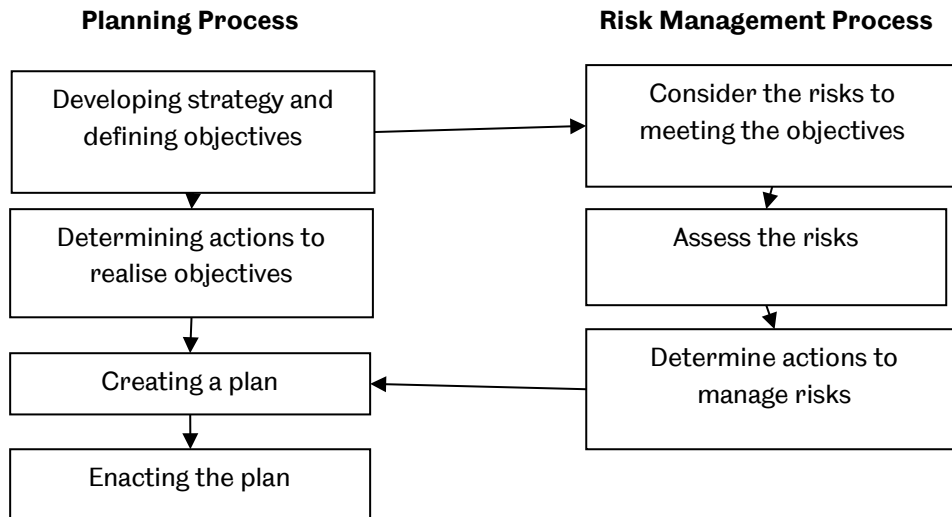 Planning Process
Risk Management Process
Developing strategy and
defining objectives
Consider the risks to
meeting the objectives
Determining actions to
realise objectives
Assess the risks
Creating a plan
Determine actions to
manage risks
Enacting the plan